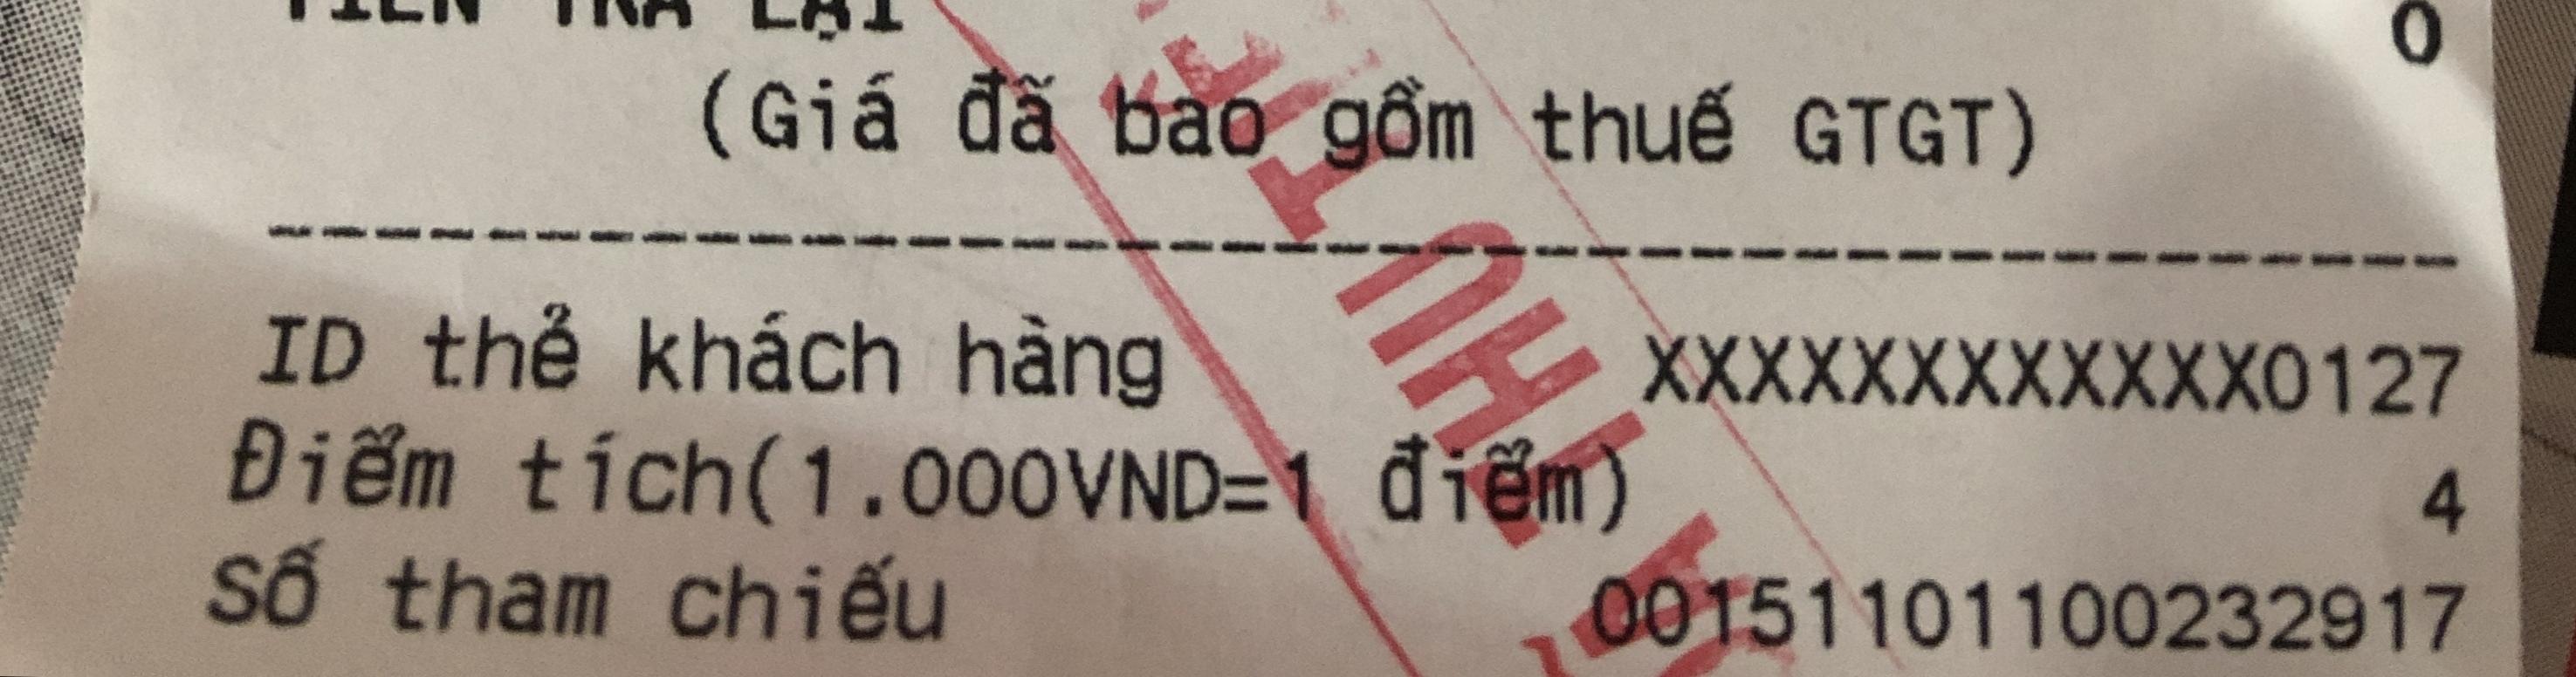 TIỀN TRẢ LẠI 0
(Giá đã bao gồm thuế GTGT)
ID thẻ khách hàng XXXXXXXXXXXX0127
Điểm tích(1.000VND=1 điểm) 4
Số tham chiếu 00151101100232917